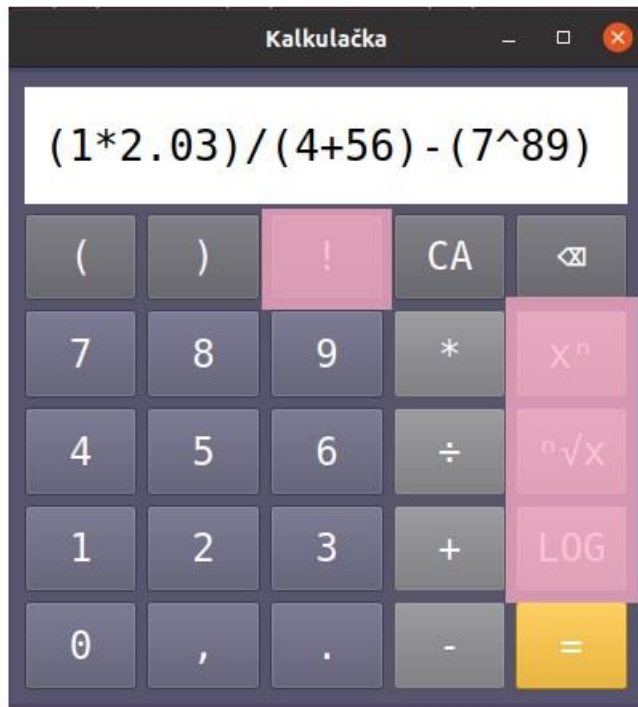 Kalkulačka
(1*2.03)/(4+56)-(7^89)
( ) ! CA ⌫
7 8 9 * xⁿ
4 5 6 ÷ ⁿ√x
1 2 3 + LOG
0 , . - =